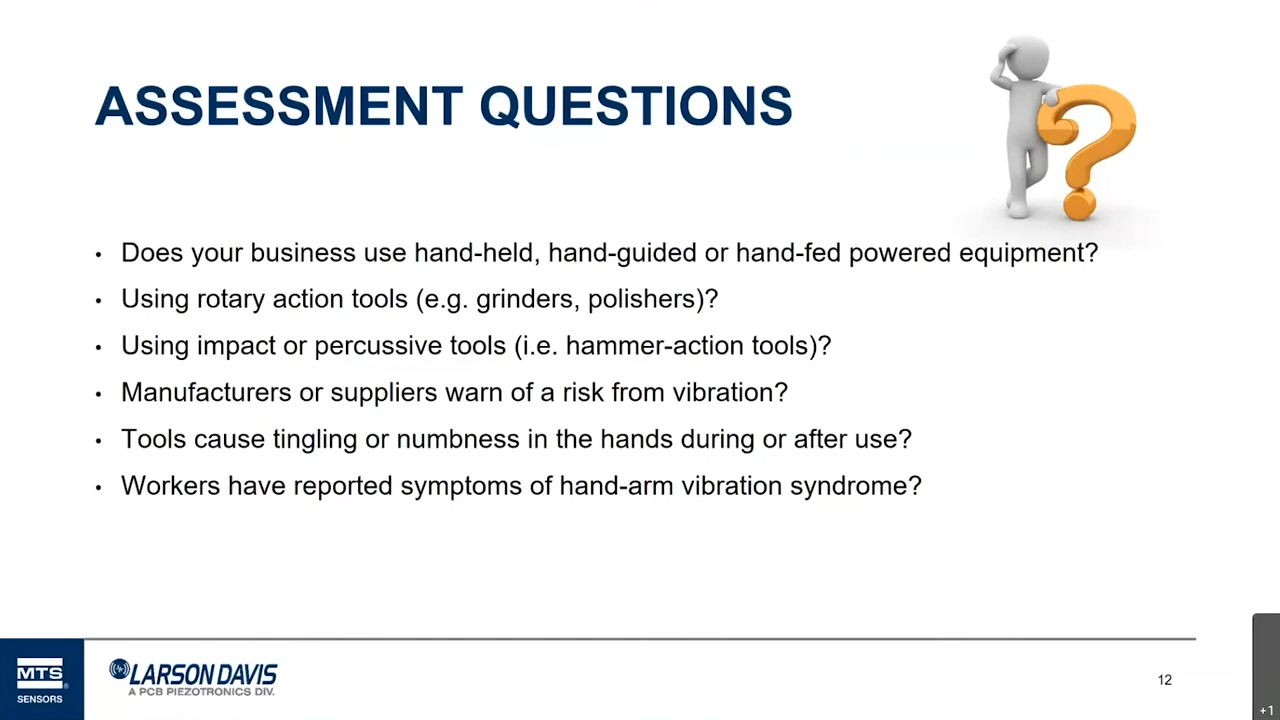 ASSESSMENT QUESTIONS
• Does your business use hand-held, hand-guided or hand-fed powered equipment?
• Using rotary action tools (e.g. grinders, polishers)?
• Using impact or percussive tools (i.e. hammer-action tools)?
• Manufacturers or suppliers warn of a risk from vibration?
• Tools cause tingling or numbness in the hands during or after use?
• Workers have reported symptoms of hand-arm vibration syndrome?
MTS
SENSORS
LARSON DAVIS
A PCB PIEZOTRONICS DIV.
12
+1